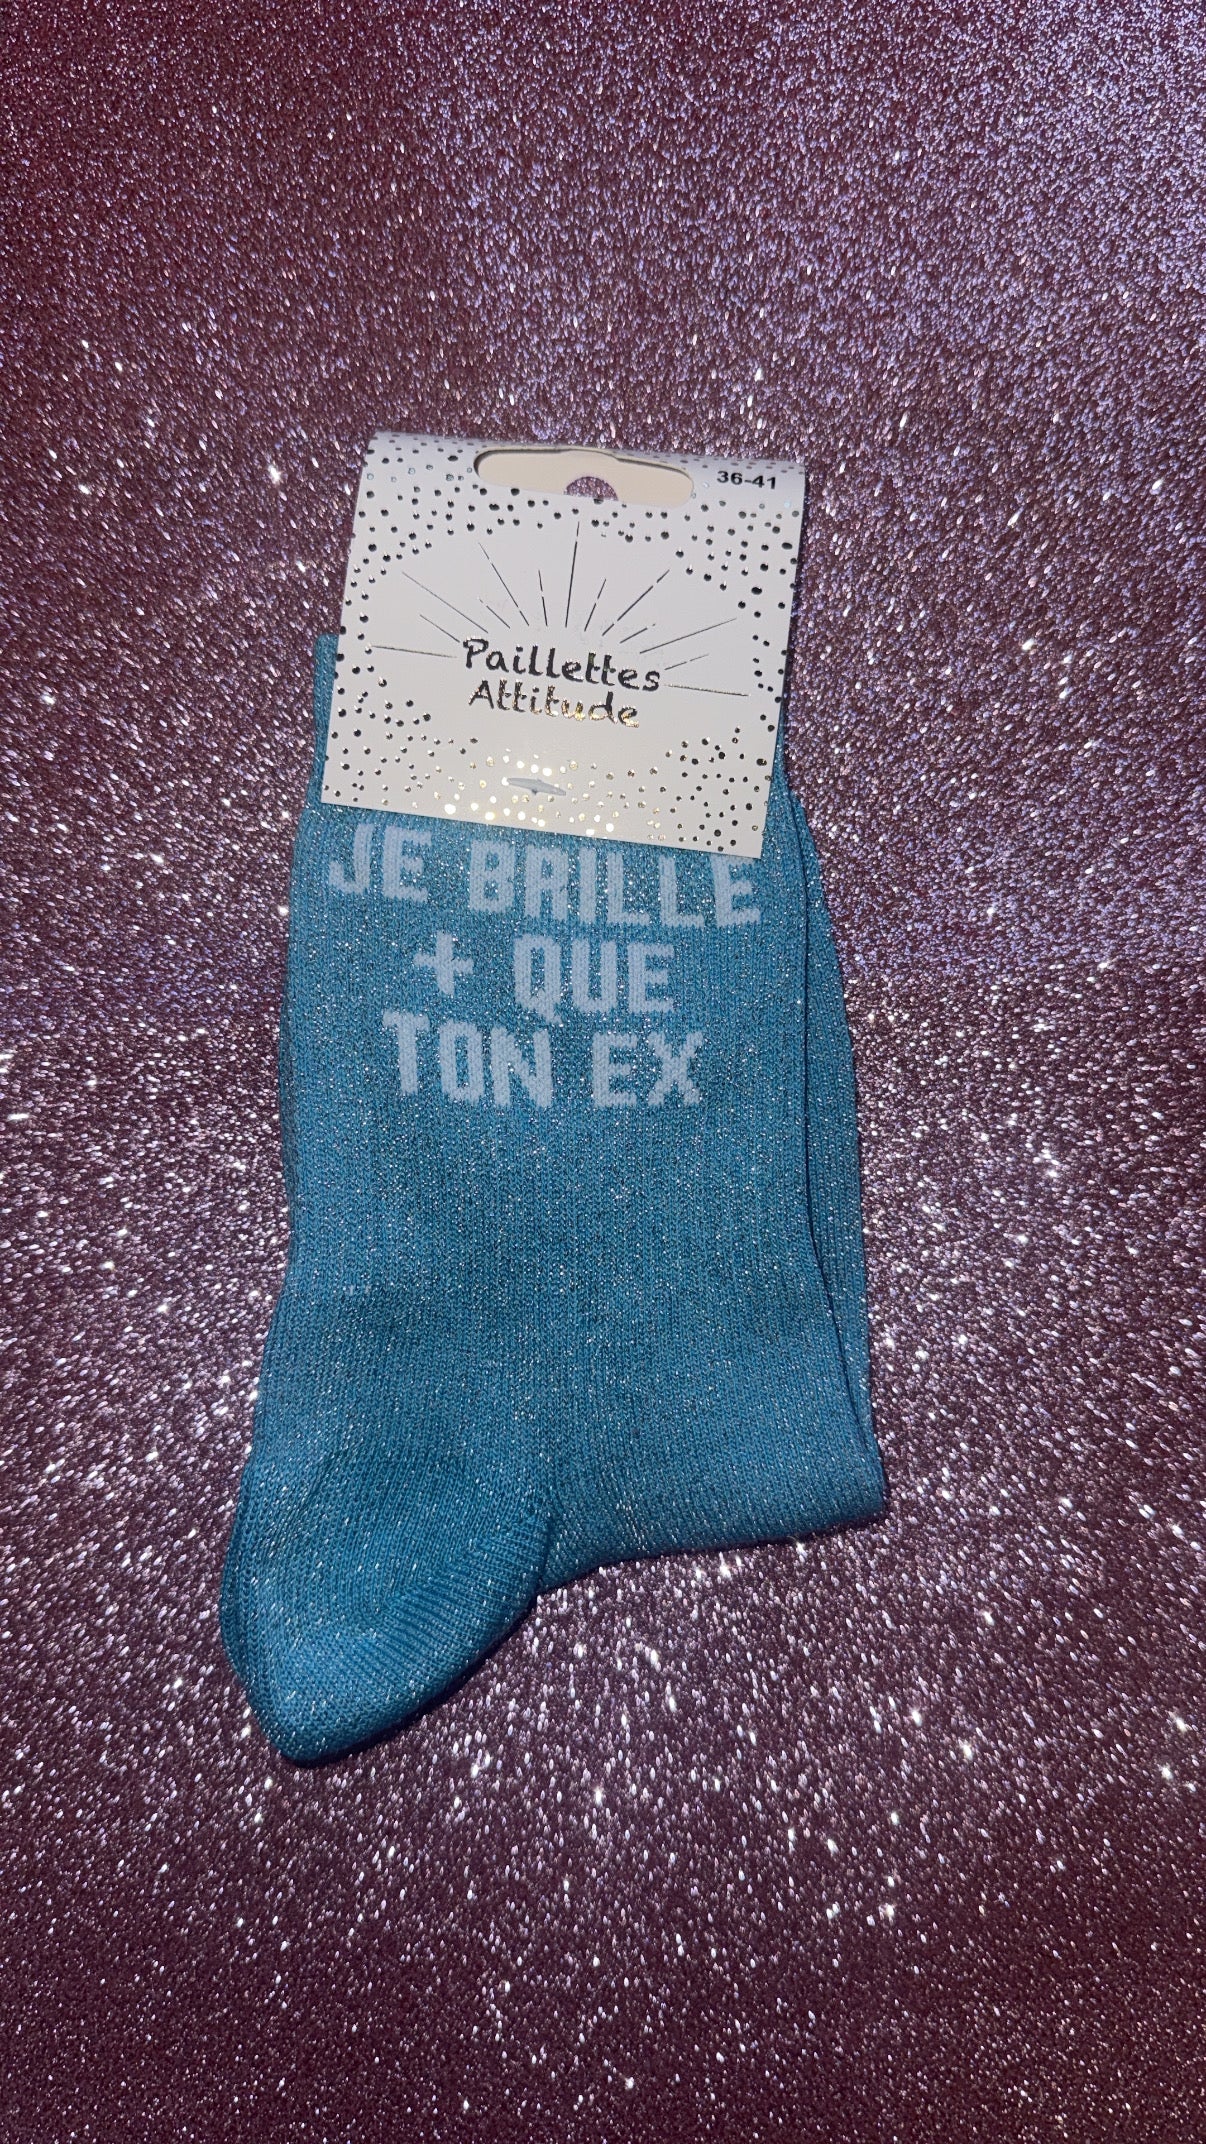 36-41
Paillettes
Attitude
JE BRILLE
+ QUE
TON EX